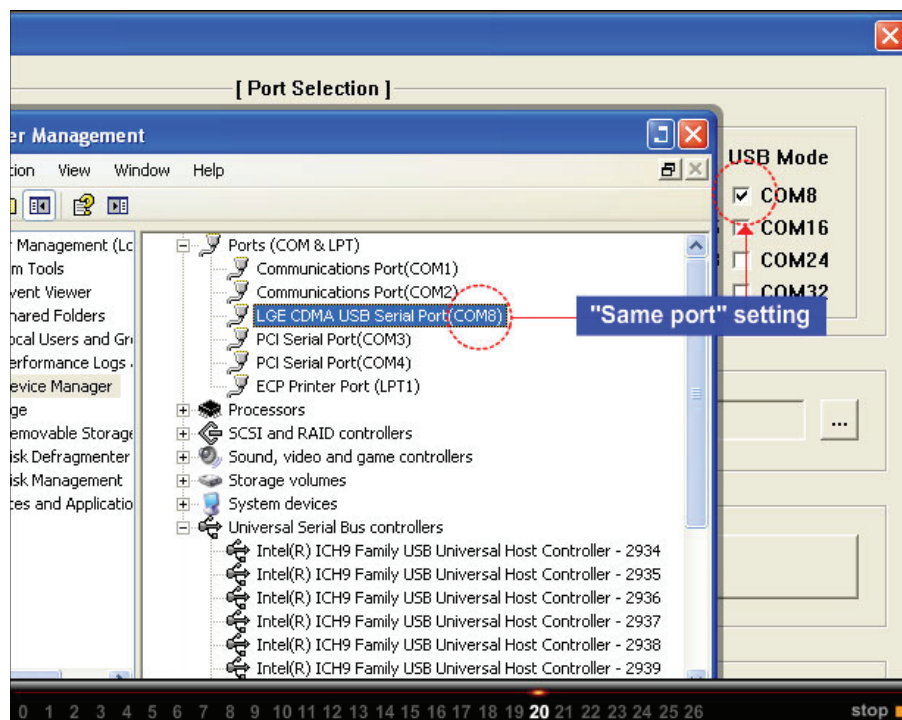 [ Port Selection ]
er Management
tion View Window Help
USB Mode
COM8
COM16
COM24
COM32
"Same port" setting
r Management (Lc
m Tools
vent Viewer
hared Folders
ocal Users and Gr
erformance Logs
evice Manager
ge
emovable Storage
isk Defragmenter
isk Management
es and Applicatio
Ports (COM & LPT)
Communications Port(COM1)
Communications Port(COM2)
LGE CDMA USB Serial Port(COM8)
PCI Serial Port(COM3)
PCI Serial Port(COM4)
ECP Printer Port (LPT1)
Processors
SCSI and RAID controllers
Sound, video and game controllers
Storage volumes
System devices
Universal Serial Bus controllers
Intel(R) ICH9 Family USB Universal Host Controller - 2934
Intel(R) ICH9 Family USB Universal Host Controller - 2935
Intel(R) ICH9 Family USB Universal Host Controller - 2936
Intel(R) ICH9 Family USB Universal Host Controller - 2937
Intel(R) ICH9 Family USB Universal Host Controller - 2938
Intel(R) ICH9 Family USB Universal Host Controller - 2939
...
0 1 2 3 4 5 6 7 8 9 10 11 12 13 14 15 16 17 18 19 20 21 22 23 24 25 26 stop